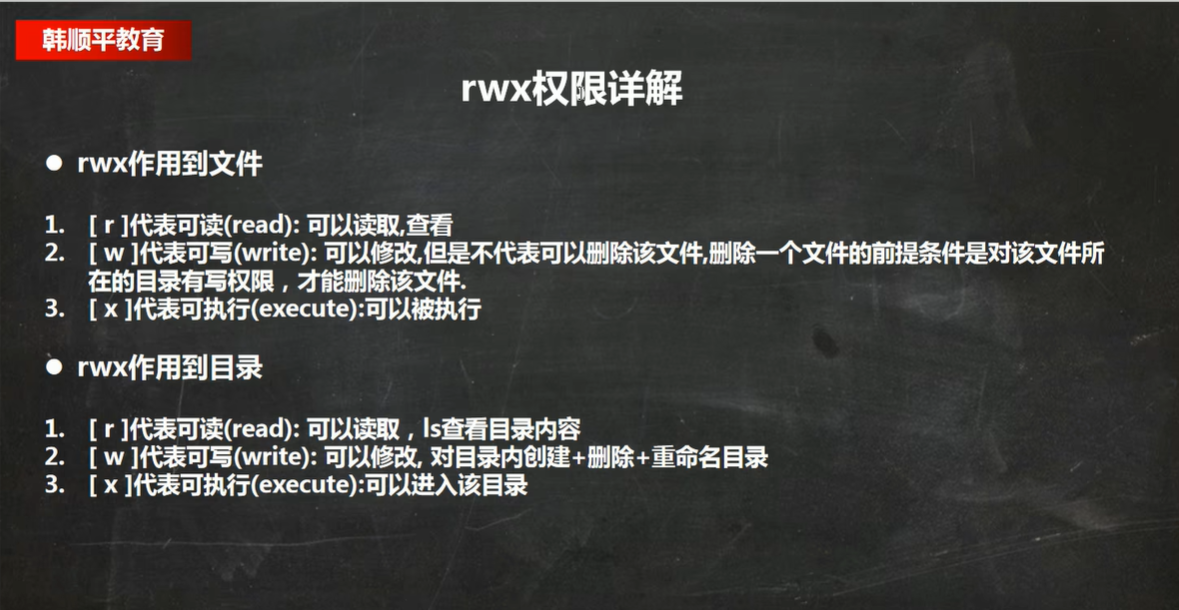 韩顺平教育
rwx权限详解
● rwx作用到文件
1. [ r ]代表可读(read): 可以读取,查看
2. [ w ]代表可写(write): 可以修改,但是不代表可以删除该文件,删除一个文件的前提条件是对该文件所
在的目录有写权限，才能删除该文件.
3. [ x ]代表可执行(execute):可以被执行
● rwx作用到目录
1. [ r ]代表可读(read): 可以读取，ls查看目录内容
2. [ w ]代表可写(write): 可以修改, 对目录内创建+删除+重命名目录
3. [ x ]代表可执行(execute):可以进入该目录